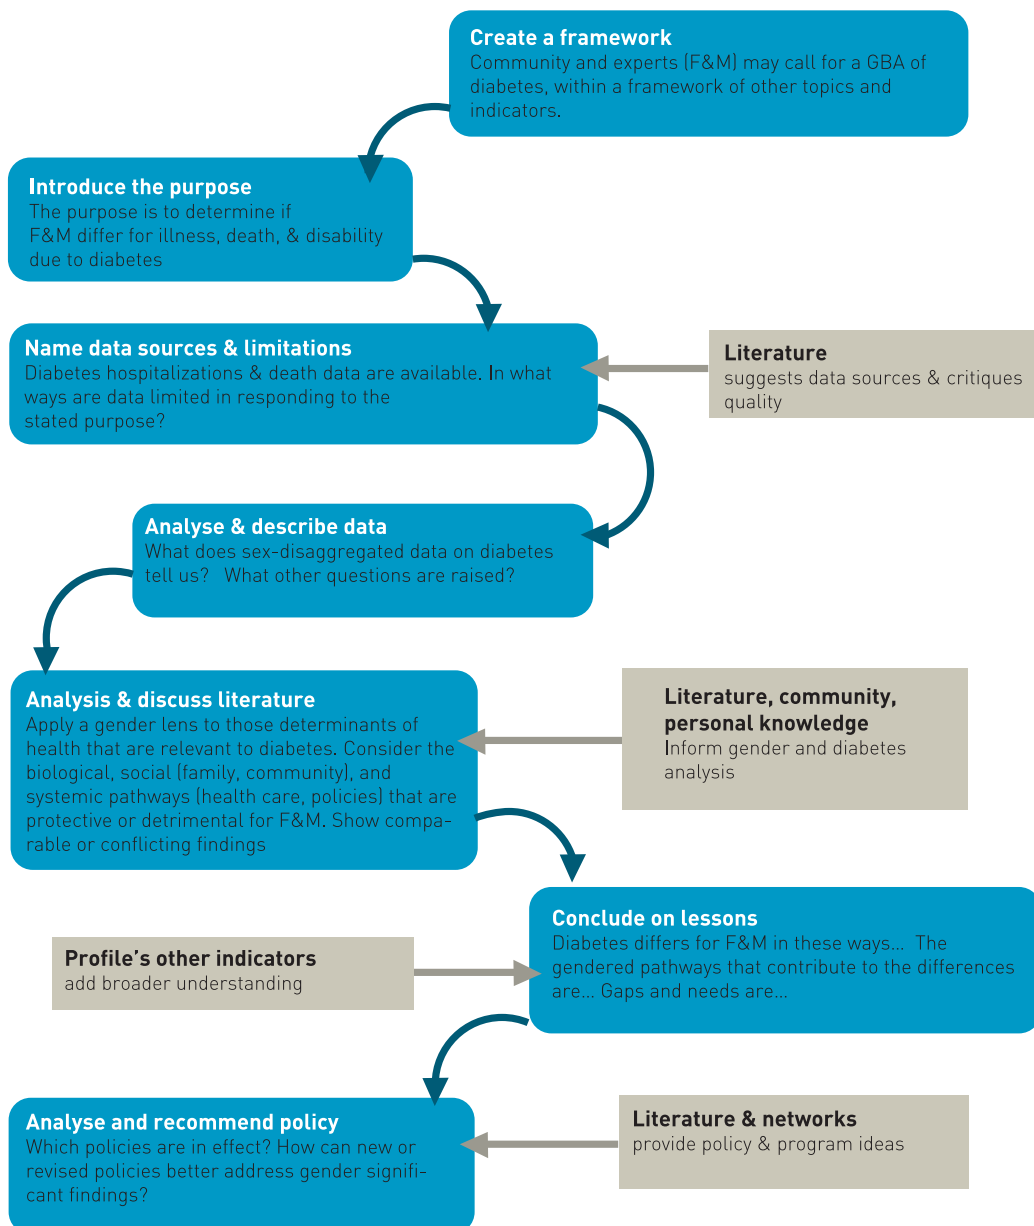 Create a framework
Community and experts (F&M) may call for a GBA of
diabetes, within a framework of other topics and
indicators.
Introduce the purpose
The purpose is to determine if
F&M differ for illness, death, & disability
due to diabetes
Name data sources & limitations
Diabetes hospitalizations & death data are available. In what
ways are data limited in responding to the
stated purpose?
Literature
suggests data sources & critiques
quality
Analyse & describe data
What does sex-disaggregated data on diabetes
tell us?   What other questions are raised?
Analysis & discuss literature
Apply a gender lens to those determinants of
health that are relevant to diabetes. Consider the
biological, social (family, community), and
systemic pathways (health care, policies) that are
protective or detrimental for F&M. Show compa-
rable or conflicting findings
Literature, community,
personal knowledge
Inform gender and diabetes
analysis
Conclude on lessons
Diabetes differs for F&M in these ways...  The
gendered pathways that contribute to the differences
are... Gaps and needs are...
Profile's other indicators
add broader understanding
Analyse and recommend policy
Which policies are in effect? How can new or
revised policies better address gender signifi-
cant findings?
Literature & networks
provide policy & program ideas